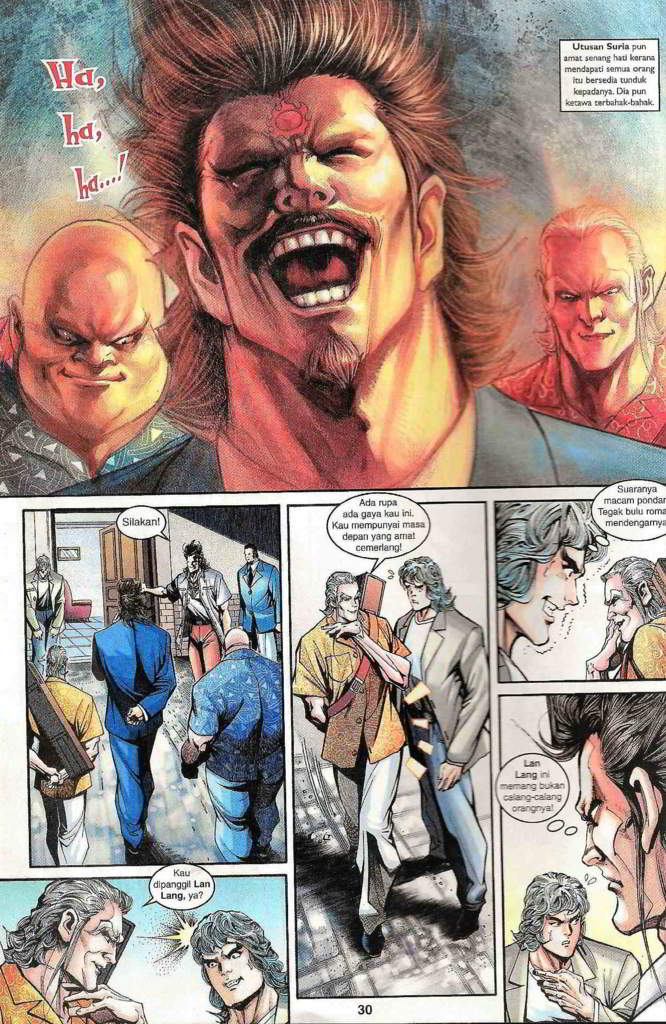 Ha,
ha,
ha...!
Utusan Suria pun
amat senang hati kerana
mendapati semua orang
itu bersedia tunduk
kepadanya. Dia pun
ketawa terbahak-bahak.
Silakan!
Ada rupa
ada gaya kau ini.
Kau mempunyai masa
depan yang amat
cemerlang!
Suaranya
macam pondan
Tegak bulu roma
mendengarnya
Kau
dipanggil Lan
Lang, ya?
Lan
Lang ini
memang bukan
calang-calang
orangnya!
30